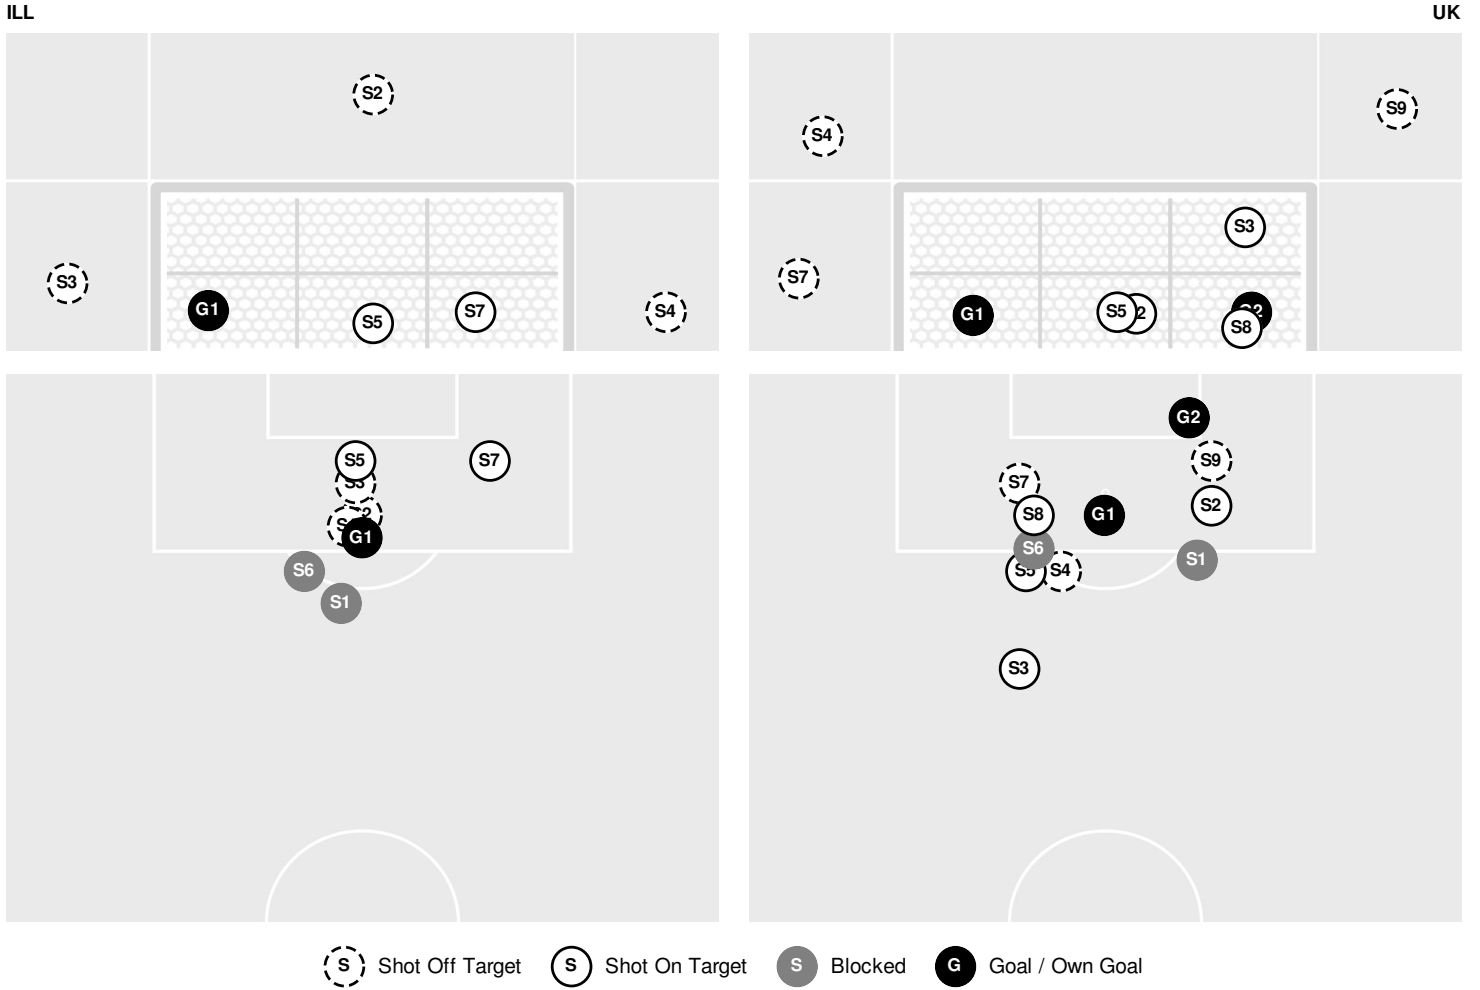 ILL UK
S2 S9
S4
S3 S7 S3
G1 S5 S7 S4 G1 S5 2 S8
G2
S5 S7 S9
S7
S2
G1 S8 G1
S6 S1 S6 S1
S5 S4
S3
S Shot Off Target S Shot On Target S Blocked G Goal / Own Goal